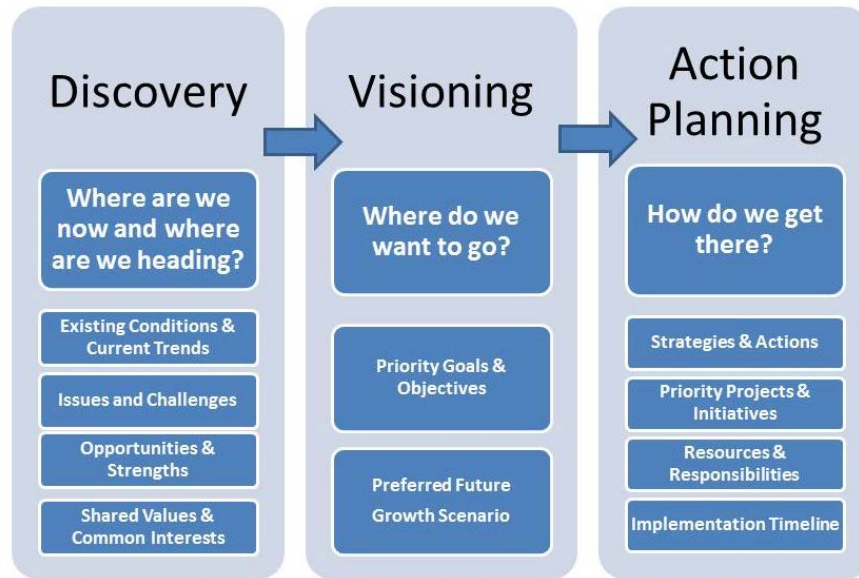 Discovery
Where are we
now and where
are we heading?
Existing Conditions &
Current Trends
Issues and Challenges
Opportunities &
Strengths
Shared Values &
Common Interests
Visioning
Where do we
want to go?
Priority Goals &
Objectives
Preferred Future
Growth Scenario
Action
Planning
How do we get
there?
Strategies & Actions
Priority Projects &
Initiatives
Resources &
Responsibilities
Implementation Timeline